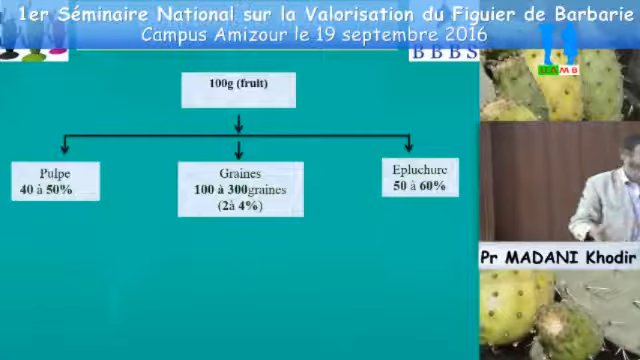 1er Séminaire National sur la Valorisation du Figuier de Barbarie
Campus Amizour le 19 septembre 2016
B B B S
100g (fruit)
Pulpe
40 à 50%
Graines
100 à 300graines
(2à 4%)
Epluchure
50 à 60%
Pr MADANI Khodir